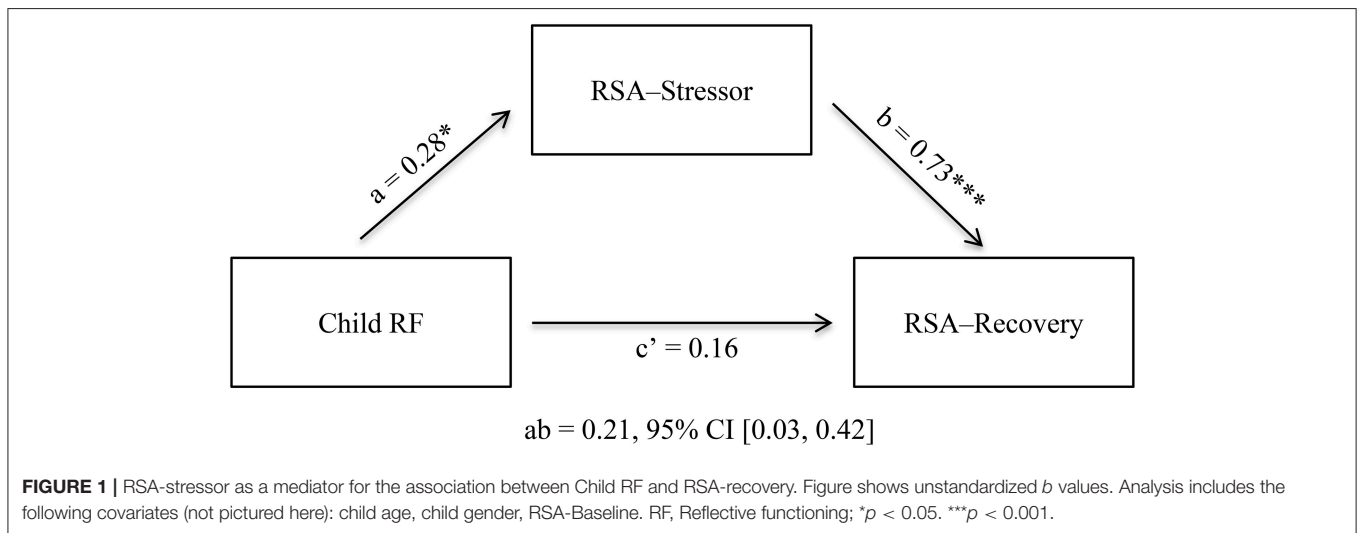 RSA–Stressor
a = 0.28*
b = 0.73***
Child RF
RSA–Recovery
c’ = 0.16
ab = 0.21, 95% CI [0.03, 0.42]
FIGURE 1 | RSA-stressor as a mediator for the association between Child RF and RSA-recovery. Figure shows unstandardized b values. Analysis includes the
following covariates (not pictured here): child age, child gender, RSA-Baseline. RF, Reflective functioning; *p < 0.05. ***p < 0.001.